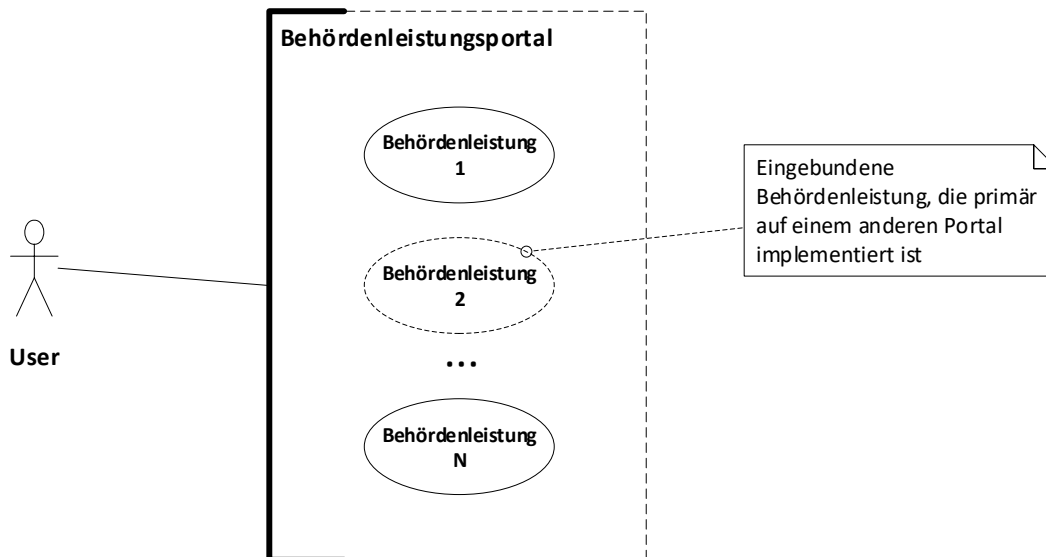 Behördenleistungsportal
Behördenleistung
1
Eingebundene
Behördenleistung, die primär
auf einem anderen Portal
implementiert ist
Behördenleistung
2
User
...
Behördenleistung
N